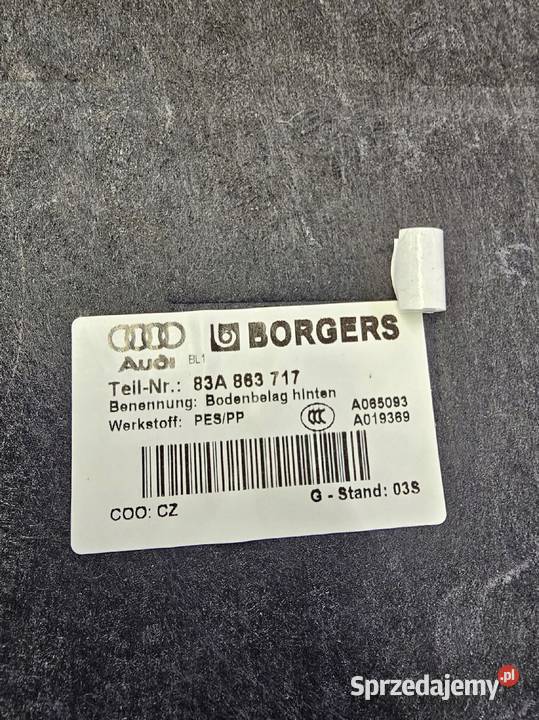 Audi BL1 BORGERS
Teil-Nr.: 83A 863 717
Benennung: Bodenbelag hinten
Werkstoff: PES/PP CCC A065093
A019369
G - Stand: 03S
COO: CZ
Sprzedajemy.pl